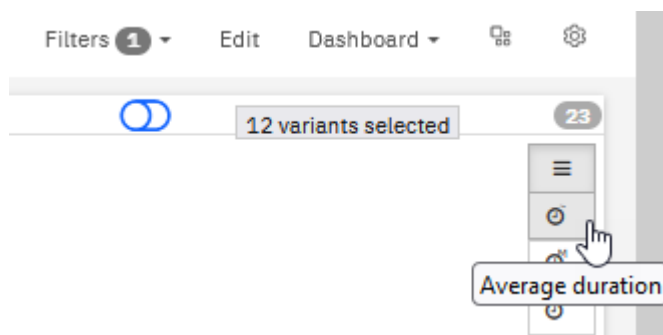 Filters 1 Edit Dashboard
12 variants selected 23
Average duration